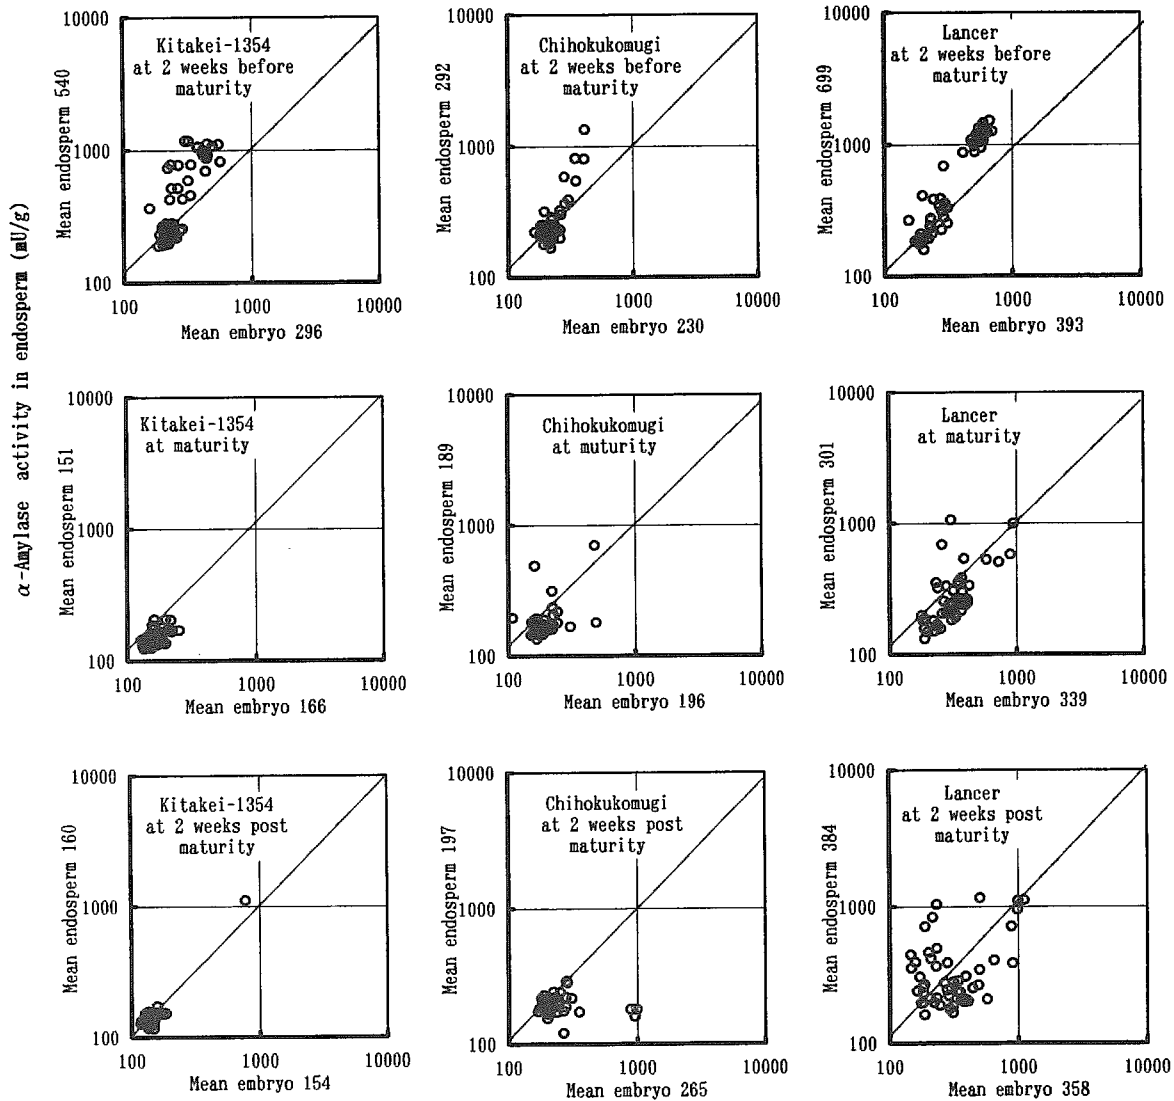 α-Amylase activity in endosperm (mU/g)
10000
1000
100
Mean endosperm 540
Kitakei-1354
at 2 weeks before
maturity
100 1000 10000
Mean embryo 296
10000
1000
100
Mean endosperm 292
Chihokukomugi
at 2 weeks before
maturity
100 1000 10000
Mean embryo 230
10000
1000
100
Mean endosperm 699
Lancer
at 2 weeks before
maturity
100 1000 10000
Mean embryo 393
10000
1000
100
Mean endosperm 151
Kitakei-1354
at maturity
100 1000 10000
Mean embryo 166
10000
1000
100
Mean endosperm 189
Chihokukomugi
at muturity
100 1000 10000
Mean embryo 196
10000
1000
100
Mean endosperm 301
Lancer
at maturity
100 1000 10000
Mean embryo 339
10000
1000
100
Mean endosperm 160
Kitakei-1354
at 2 weeks post
maturity
100 1000 10000
Mean embryo 154
10000
1000
100
Mean endosperm 197
Chihokukomugi
at 2 weeks post
maturity
100 1000 10000
Mean embryo 265
10000
1000
100
Mean endosperm 384
Lancer
at 2 weeks post
maturity
100 1000 10000
Mean embryo 358